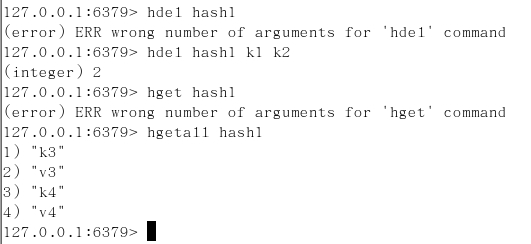 127.0.0.1:6379> hdel hash1
(error) ERR wrong number of arguments for 'hdel' command
127.0.0.1:6379> hdel hash1 k1 k2
(integer) 2
127.0.0.1:6379> hget hash1
(error) ERR wrong number of arguments for 'hget' command
127.0.0.1:6379> hgetall hash1
1) "k3"
2) "v3"
3) "k4"
4) "v4"
127.0.0.1:6379>